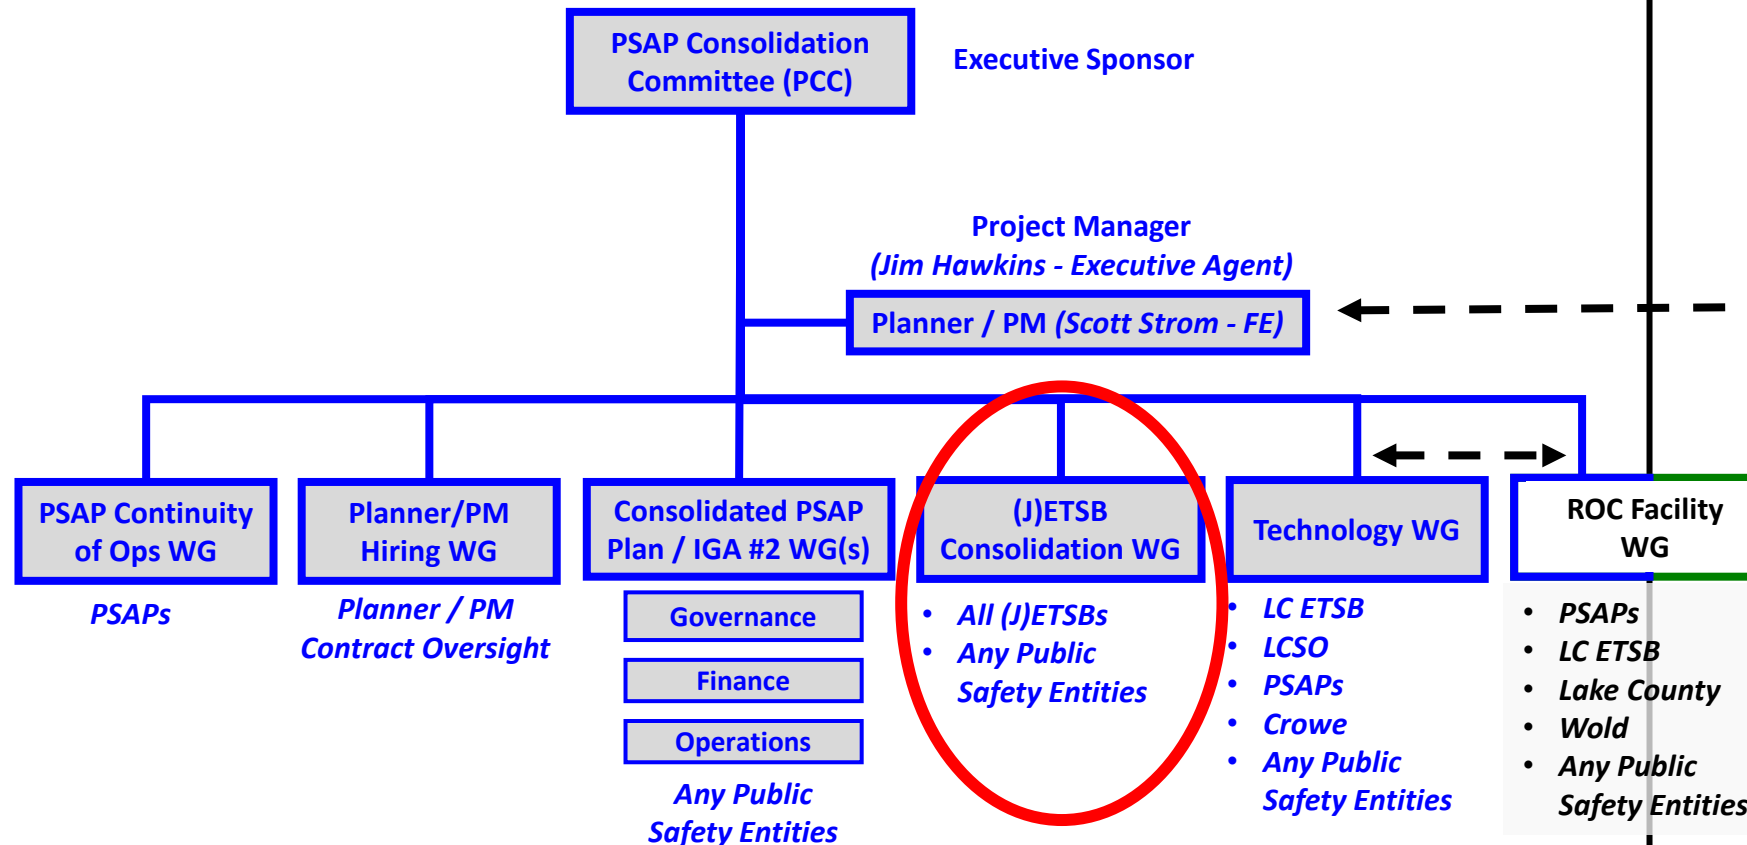 PSAP Consolidation
Committee (PCC)
Executive Sponsor
Project Manager
(Jim Hawkins - Executive Agent)
Planner / PM (Scott Strom - FE)
PSAP Continuity
of Ops WG
PSAPs
Planner/PM
Hiring WG
Planner / PM
Contract Oversight
Consolidated PSAP
Plan / IGA #2 WG(s)
Governance
Finance
Operations
Any Public
Safety Entities
(J)ETSB
Consolidation WG
• All (J)ETSBs
• Any Public
Safety Entities
Technology WG
• LC ETSB
• LCSO
• PSAPs
• Crowe
• Any Public
Safety Entities
ROC Facility
WG
• PSAPs
• LC ETSB
• Lake County
• Wold
• Any Public
Safety Entities